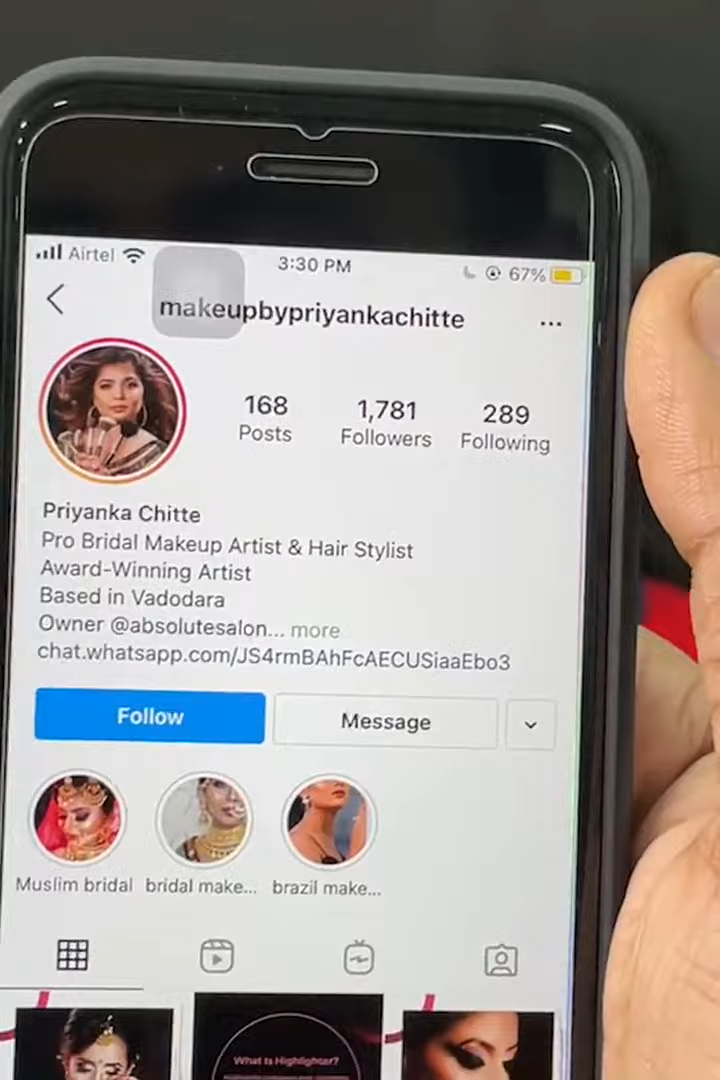 Airtel 3:30 PM 67%
makeupbypriyankachitte
168 1,781 289
Posts Followers Following
Priyanka Chitte
Pro Bridal Makeup Artist & Hair Stylist
Award-Winning Artist
Based in Vadodara
Owner @absolutesalon... more
chat.whatsapp.com/JS4rmBAhFcAECUSiaaEbo3
Follow Message
Muslim bridal bridal make... brazil make...
What Is Highlighter?